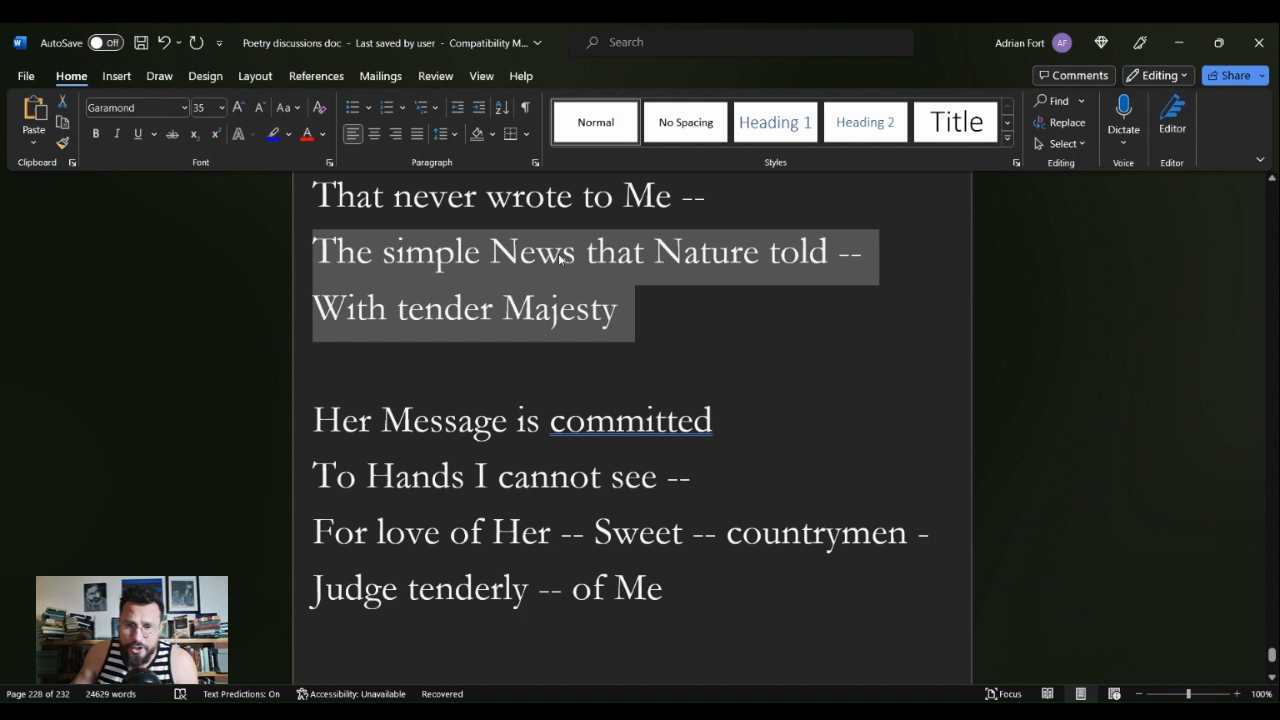 AutoSave Off Poetry discussions doc - Last saved by user - Compatibility M... Search Adrian Fort AF
File Home Insert Draw Design Layout References Mailings Review View Help Comments Editing Share
Paste Garamond 35 Aa Normal No Spacing Heading 1 Heading 2 Title Find Replace Select Dictate Editor
B I U ab x₂ x² A A
Clipboard Font Paragraph Styles Editing Voice Editor
That never wrote to Me --
The simple News that Nature told --
With tender Majesty
Her Message is committed
To Hands I cannot see --
For love of Her -- Sweet -- countrymen -
Judge tenderly -- of Me
Page 228 of 232 24629 words Text Predictions: On Accessibility: Unavailable Recovered Focus 100%